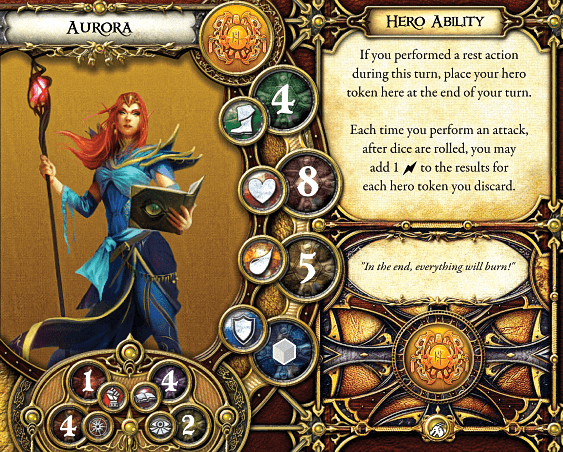 AURORA
HERO ABILITY
If you performed a rest action
during this turn, place your hero
token here at the end of your turn.
Each time you perform an attack,
after dice are rolled, you may
add 1 to the results for
each hero token you discard.
4
8
5
"In the end, everything will burn!"
1
4
4
2